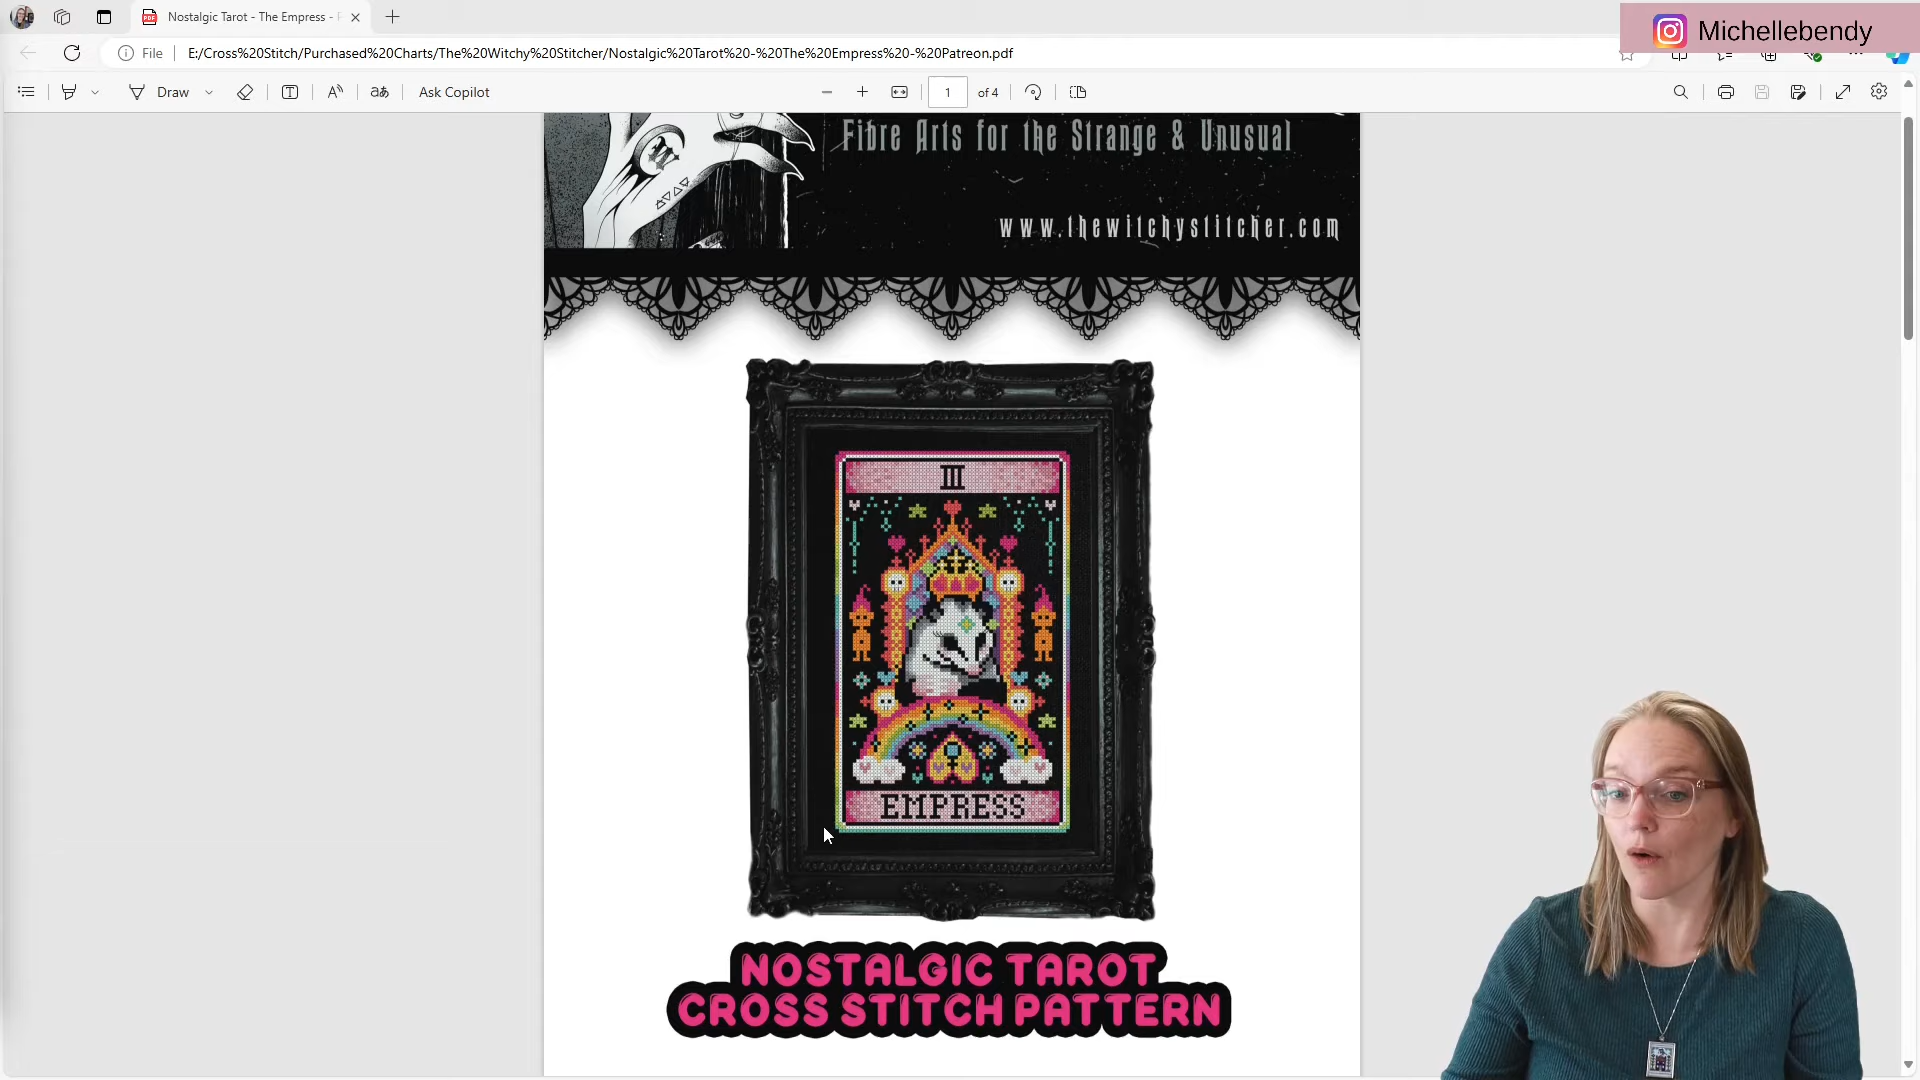 Nostalgic Tarot - The Empress -
Michellebendy
File
E:/Cross%20Stitch/Purchased%20Charts/The%20Witchy%20Stitcher/Nostalgic%20Tarot%20-%20The%20Empress%20-%20Patreon.pdf
Draw
aあ
Ask Copilot
1
of 4
Fibre Arts for the Strange & Unusual
W
www.thewitchystitcher.com
III
EMPRESS
NOSTALGIC TAROT
CROSS STITCH PATTERN